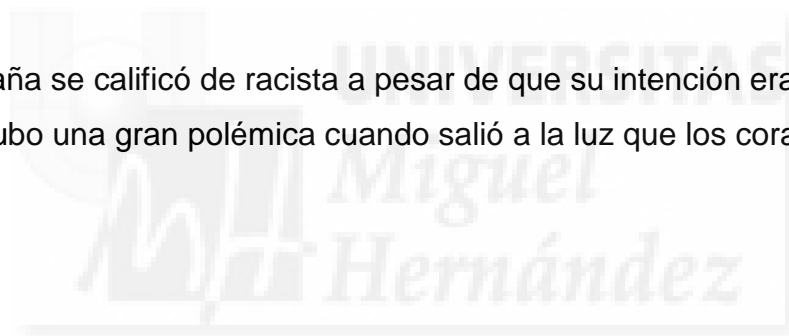 aña se calificó de racista a pesar de que su intención era
ubo una gran polémica cuando salió a la luz que los cora
UNIVERSITAS
Miguel
Hernández